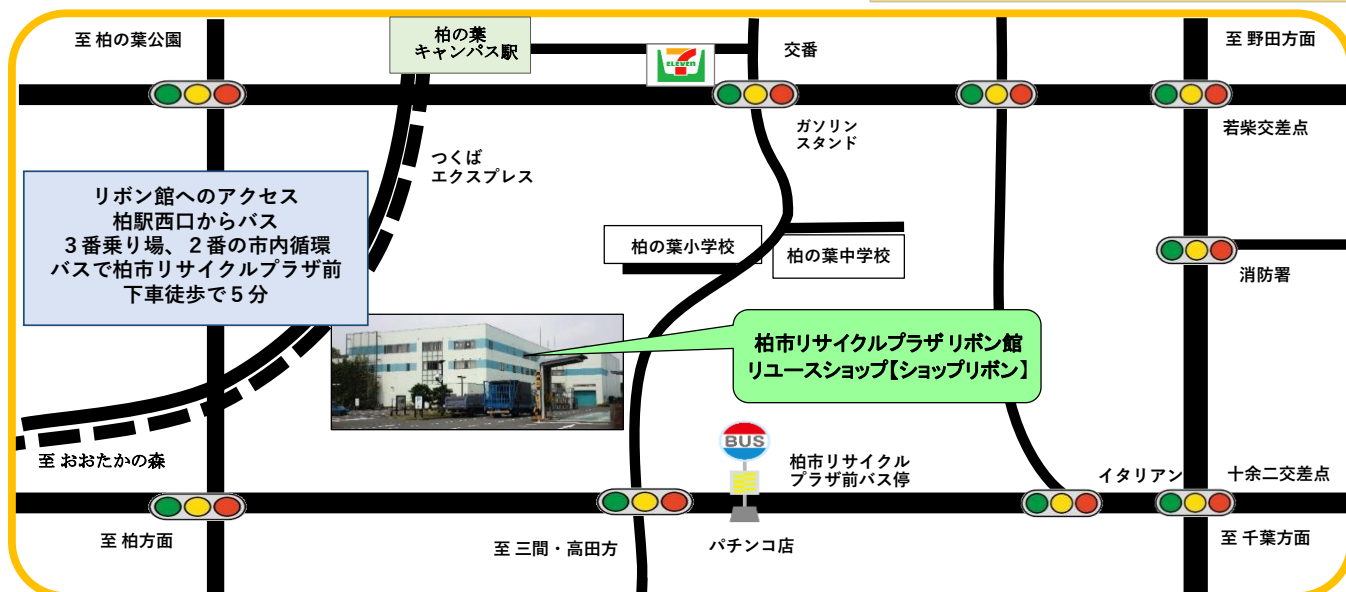 至 柏の葉公園
柏の葉
キャンパス駅
ELEVEN
交番
至 野田方面
ガソリン
スタンド
若柴交差点
つくば
エクスプレス
リボン館へのアクセス
柏駅西口からバス
３番乗り場、２番の市内循環
バスで柏市リサイクルプラザ前
下車徒歩で５分
柏の葉小学校
柏の葉中学校
消防署
柏市リサイクルプラザ リボン館
リユースショップ【ショップリボン】
至 おおたかの森
BUS
柏市リサイクル
プラザ前バス停
イタリアン
十余二交差点
至 柏方面
至 三間・高田方
パチンコ店
至 千葉方面